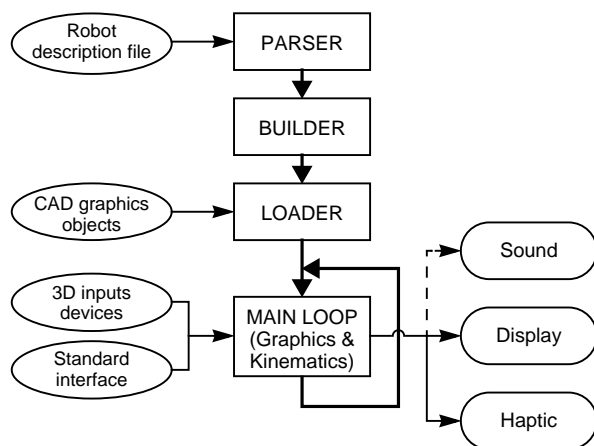 Robot
description file
PARSER
BUILDER
CAD graphics
objects
LOADER
3D inputs
devices
Standard
interface
MAIN LOOP
(Graphics &
Kinematics)
Sound
Display
Haptic